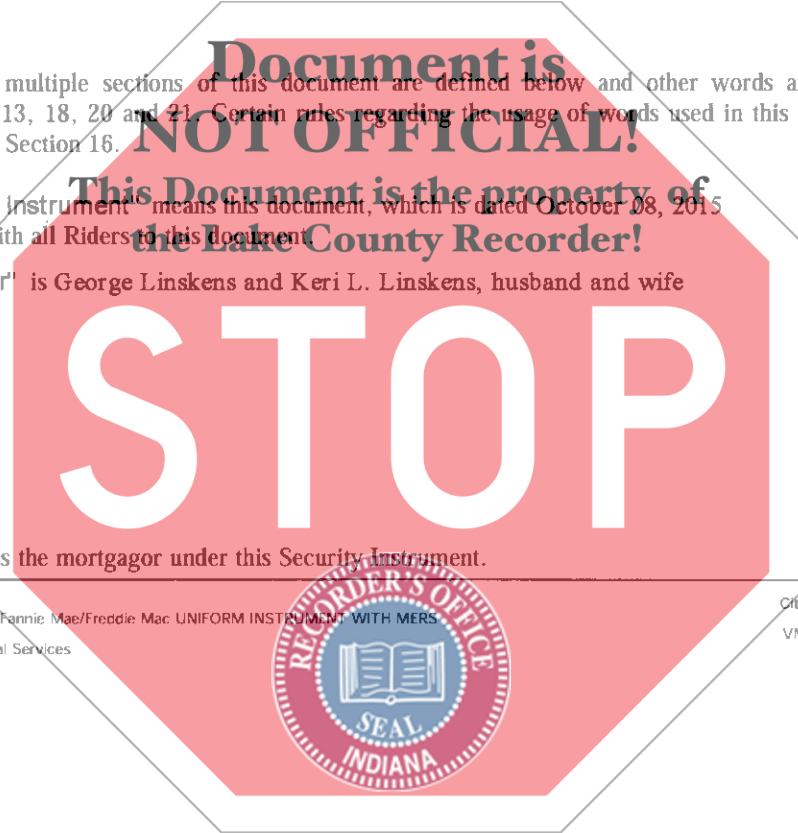 Document is
multiple sections of this document are defined below and other words a
13, 18, 20 and 21. Certain rules regarding the usage of words used in this
NOT OFFICIAL!
Section 16.
This Document is the property of
Instrument" means this document, which is dated October 08, 2015
the Lake County Recorder!
ith all Riders to this document.
r" is George Linskens and Keri L. Linskens, husband and wife
STOP
s the mortgagor under this Security Instrument.
Fannie Mae/Freddie Mac UNIFORM INSTRUMENT WITH MERS
Cit
VM
al Services
RECORDER'S OFFICE
SEAL
INDIANA